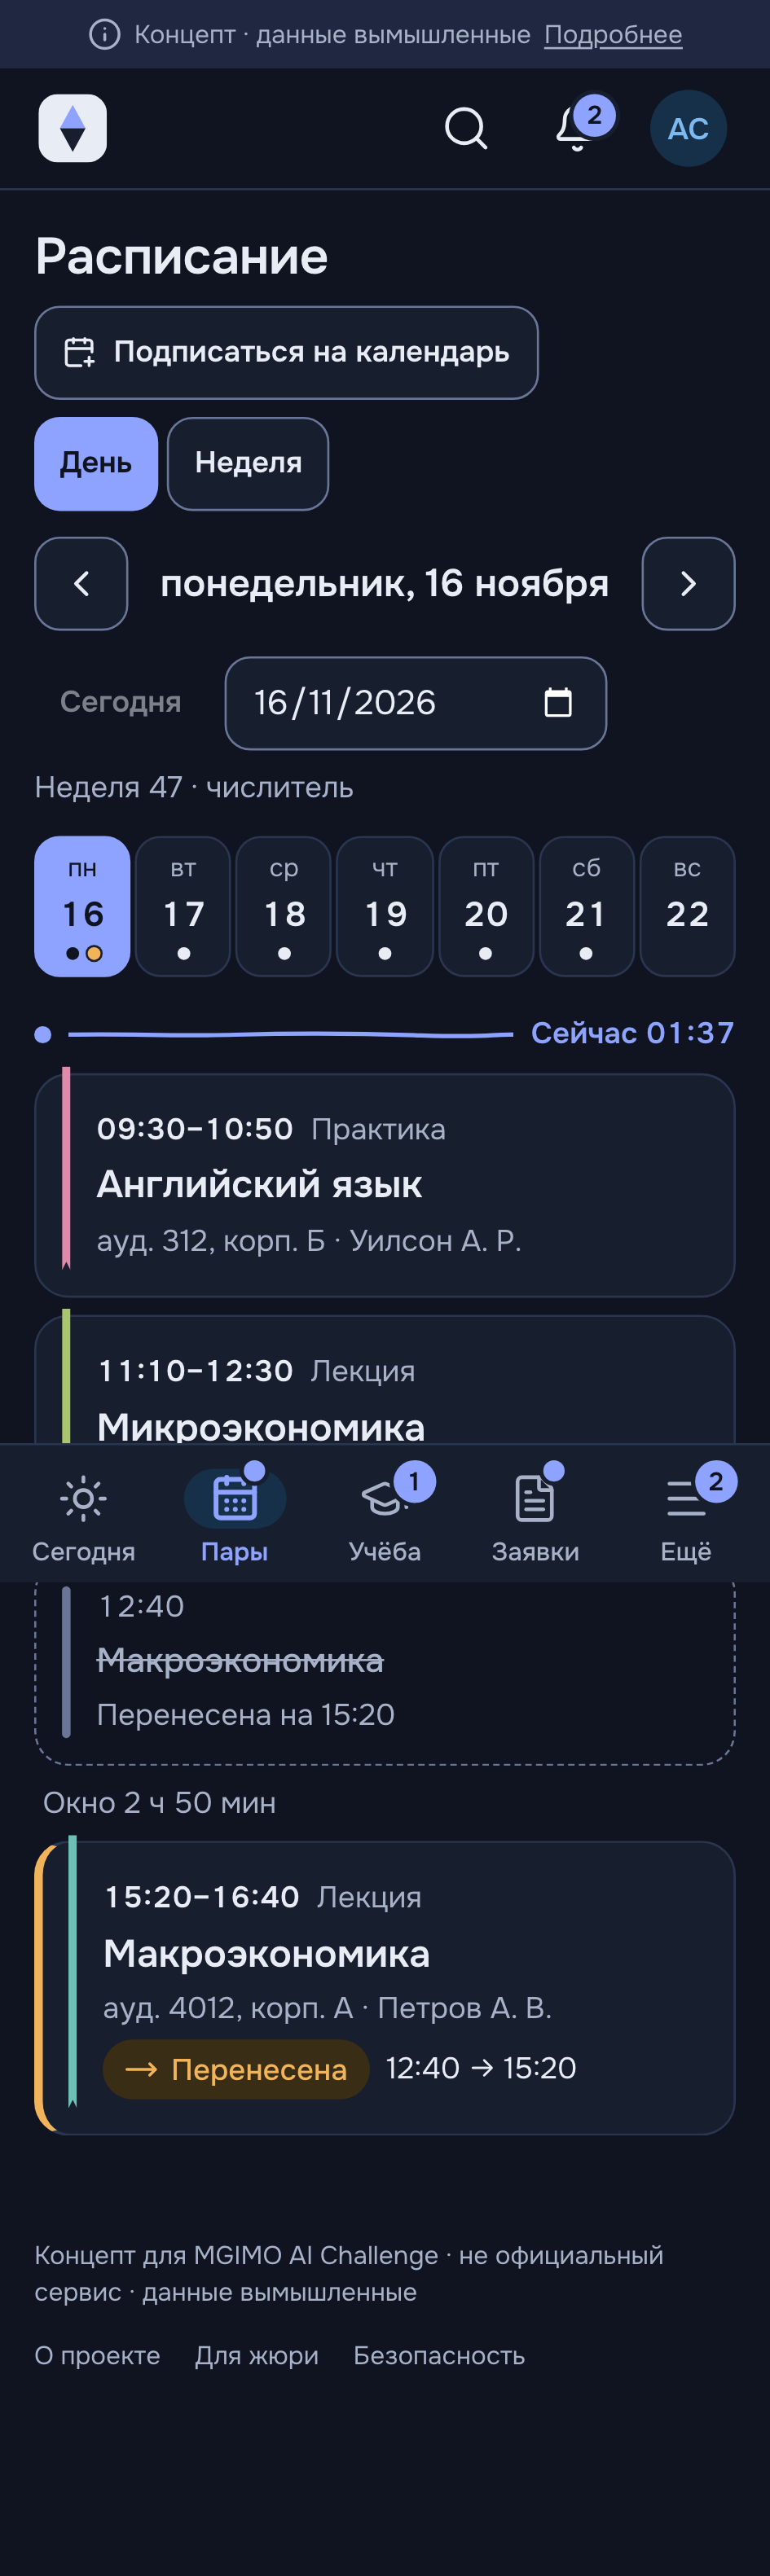 Концепт · данные вымышленные Подробнее
2
АС
Расписание
Подписаться на календарь
День Неделя
понедельник, 16 ноября
Сегодня 16/11/2026
Неделя 47 · числитель
пн вт ср чт пт сб вс
16 17 18 19 20 21 22
Сейчас 01:37
09:30–10:50 Практика
Английский язык
ауд. 312, корп. Б · Уилсон А. Р.
11:10–12:30 Лекция
Микроэкономика
1 2
Сегодня Пары Учёба Заявки Ещё
12:40
Макроэкономика
Перенесена на 15:20
Окно 2 ч 50 мин
15:20–16:40 Лекция
Макроэкономика
ауд. 4012, корп. А · Петров А. В.
→ Перенесена 12:40 → 15:20
Концепт для MGIMO AI Challenge · не официальный
сервис · данные вымышленные
О проекте Для жюри Безопасность